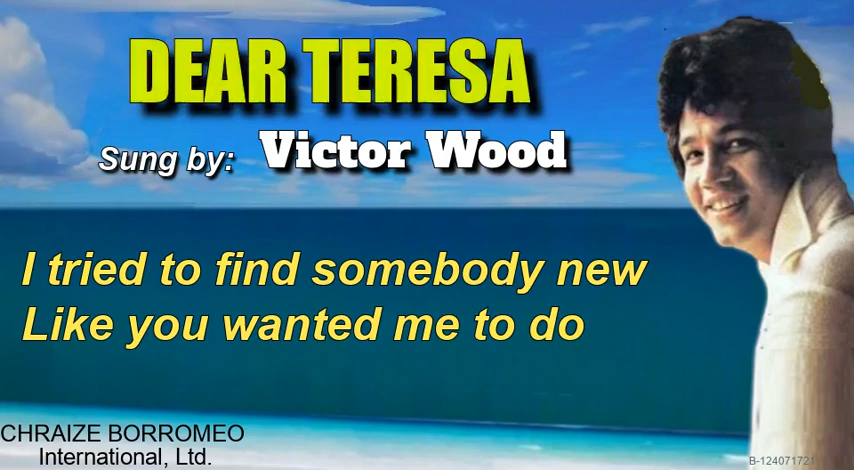 DEAR TERESA
Sung by: Victor Wood
I tried to find somebody new
Like you wanted me to do
CHRAIZE BORROMEO
International, Ltd.
B-124071721